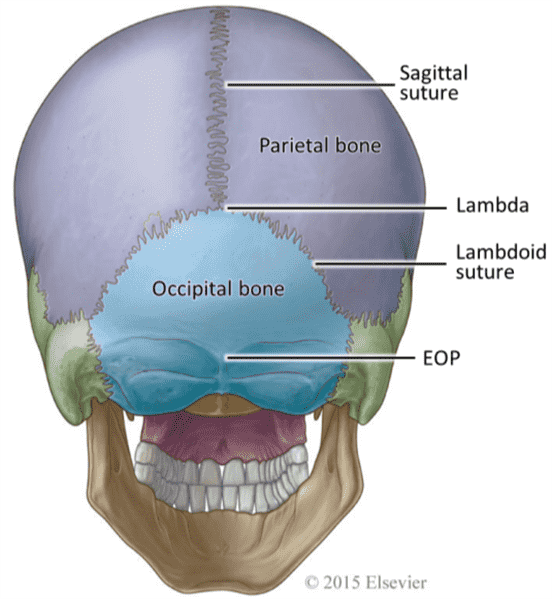 Sagittal
suture
Parietal bone
Lambda
Lambdoid
suture
Occipital bone
EOP
© 2015 Elsevier